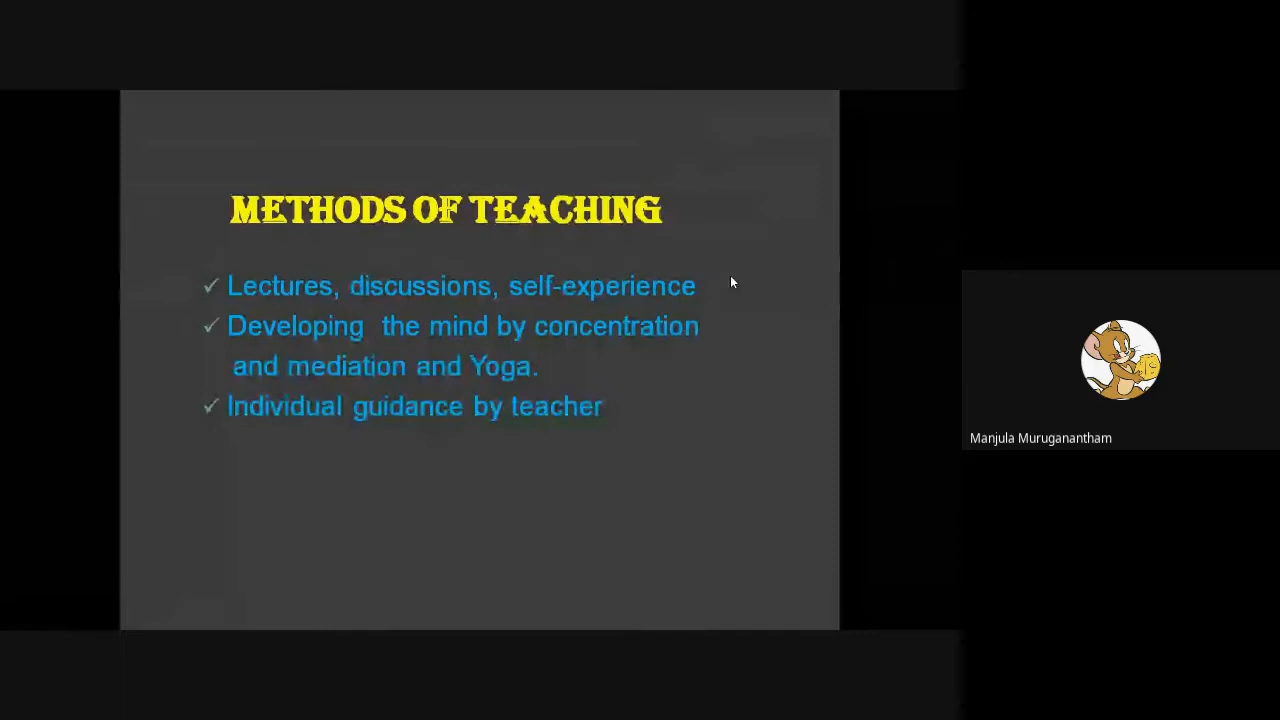 METHODS OF TEACHING
✓ Lectures, discussions, self-experience
✓ Developing the mind by concentration
and mediation and Yoga.
✓ Individual guidance by teacher
Manjula Muruganantham